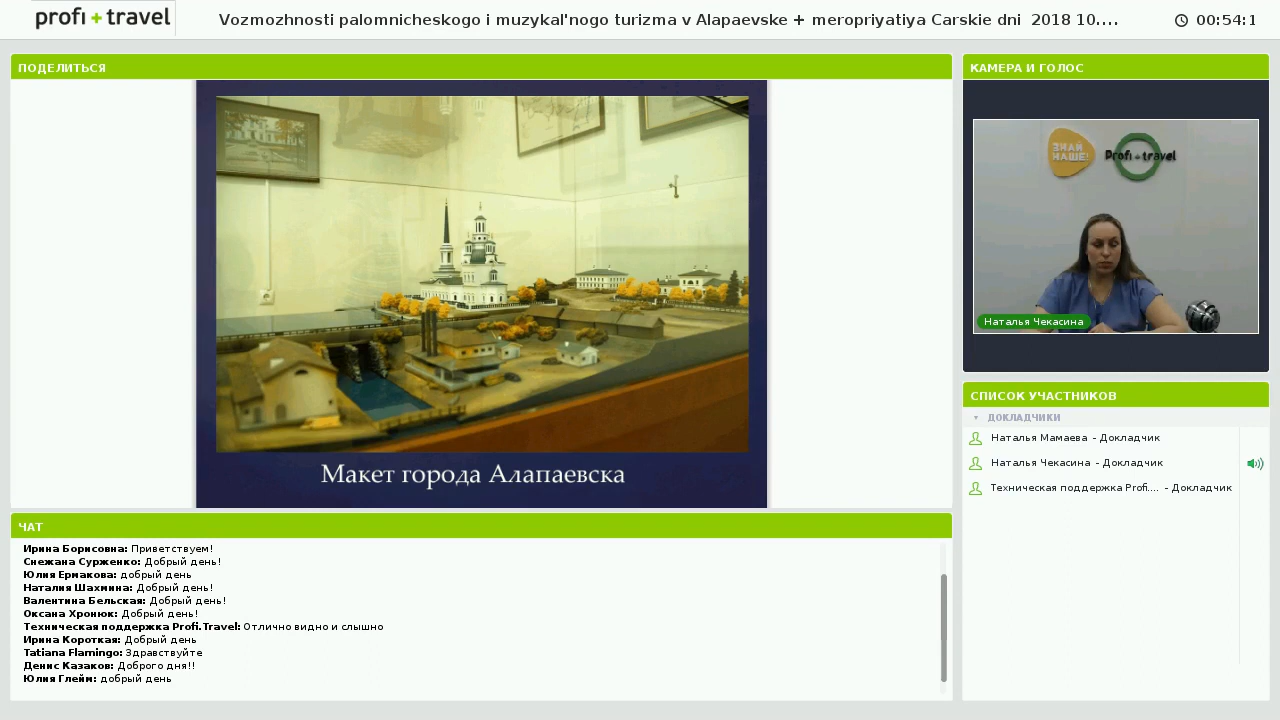 profi + travel
Vozmozhnosti palomnicheskogo i muzykal'nogo turizma v Alapaevske + meropriyatiya Carskie dni 2018 10....
00:54:1
ПОДЕЛИТЬСЯ
Макет города Алапаевска
КАМЕРА И ГОЛОС
ЗНАЙ
НАШЕ!
Profi-travel
Наталья Чекасина
СПИСОК УЧАСТНИКОВ
ДОКЛАДЧИКИ
Наталья Мамаева - Докладчик
Наталья Чекасина - Докладчик
Техническая поддержка Profi.... - Докладчик
ЧАТ
Ирина Борисовна: Приветствуем!
Снежана Сурженко: Добрый день!
Юлия Ермакова: добрый день
Наталия Шахмина: Добрый день!
Валентина Бельская: Добрый день!
Оксана Хронюк: Добрый день!
Техническая поддержка Profi.Travel: Отлично видно и слышно
Ирина Короткая: Добрый день
Tatiana Flamingo: Здравствуйте
Денис Казаков: Доброго дня!!
Юлия Глейм: добрый день